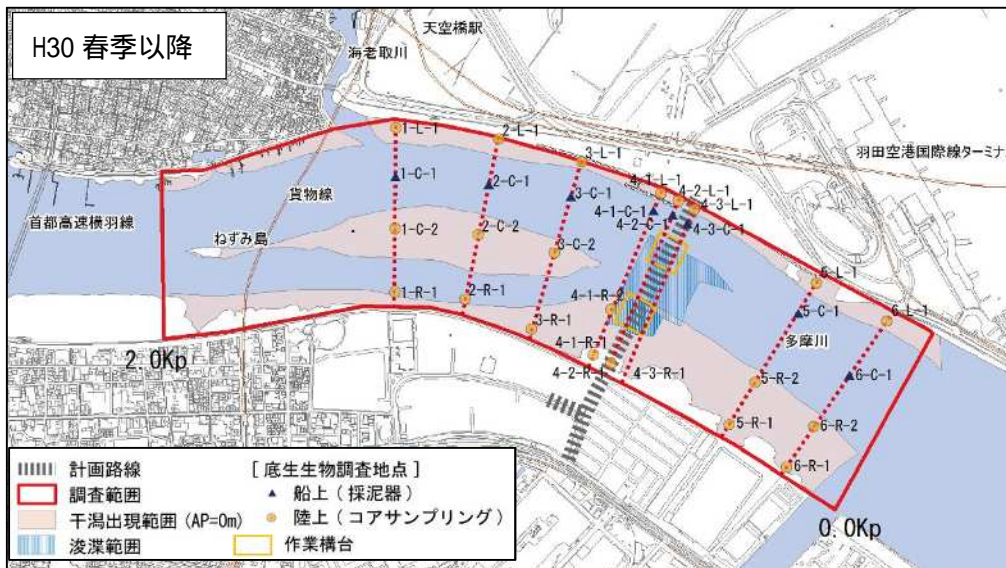 H30 春季以降
天空橋駅
海老取川
羽田空港国際線ターミナ
貨物線
首都高速横羽線
ねずみ島
多摩川
1-L-1
2-L-1
3-L-1
4-1-L-1
4-2-L-1
4-3-L-1
5-L-1
6-L-1
1-C-1
2-C-1
3-C-1
4-1-C-1
4-2-C-1
4-3-C-1
5-C-1
6-C-1
1-C-2
2-C-2
3-C-2
1-R-1
2-R-1
3-R-1
4-1-R-2
4-1-R-1
4-2-R-1
4-3-R-1
5-R-2
5-R-1
6-R-2
6-R-1
2.0Kp
0.0Kp
計画路線
調査範囲
干潟出現範囲 (AP=0m)
浚渫範囲
[底生生物調査地点]
船上(採泥器)
陸上(コアサンプリング)
作業構台